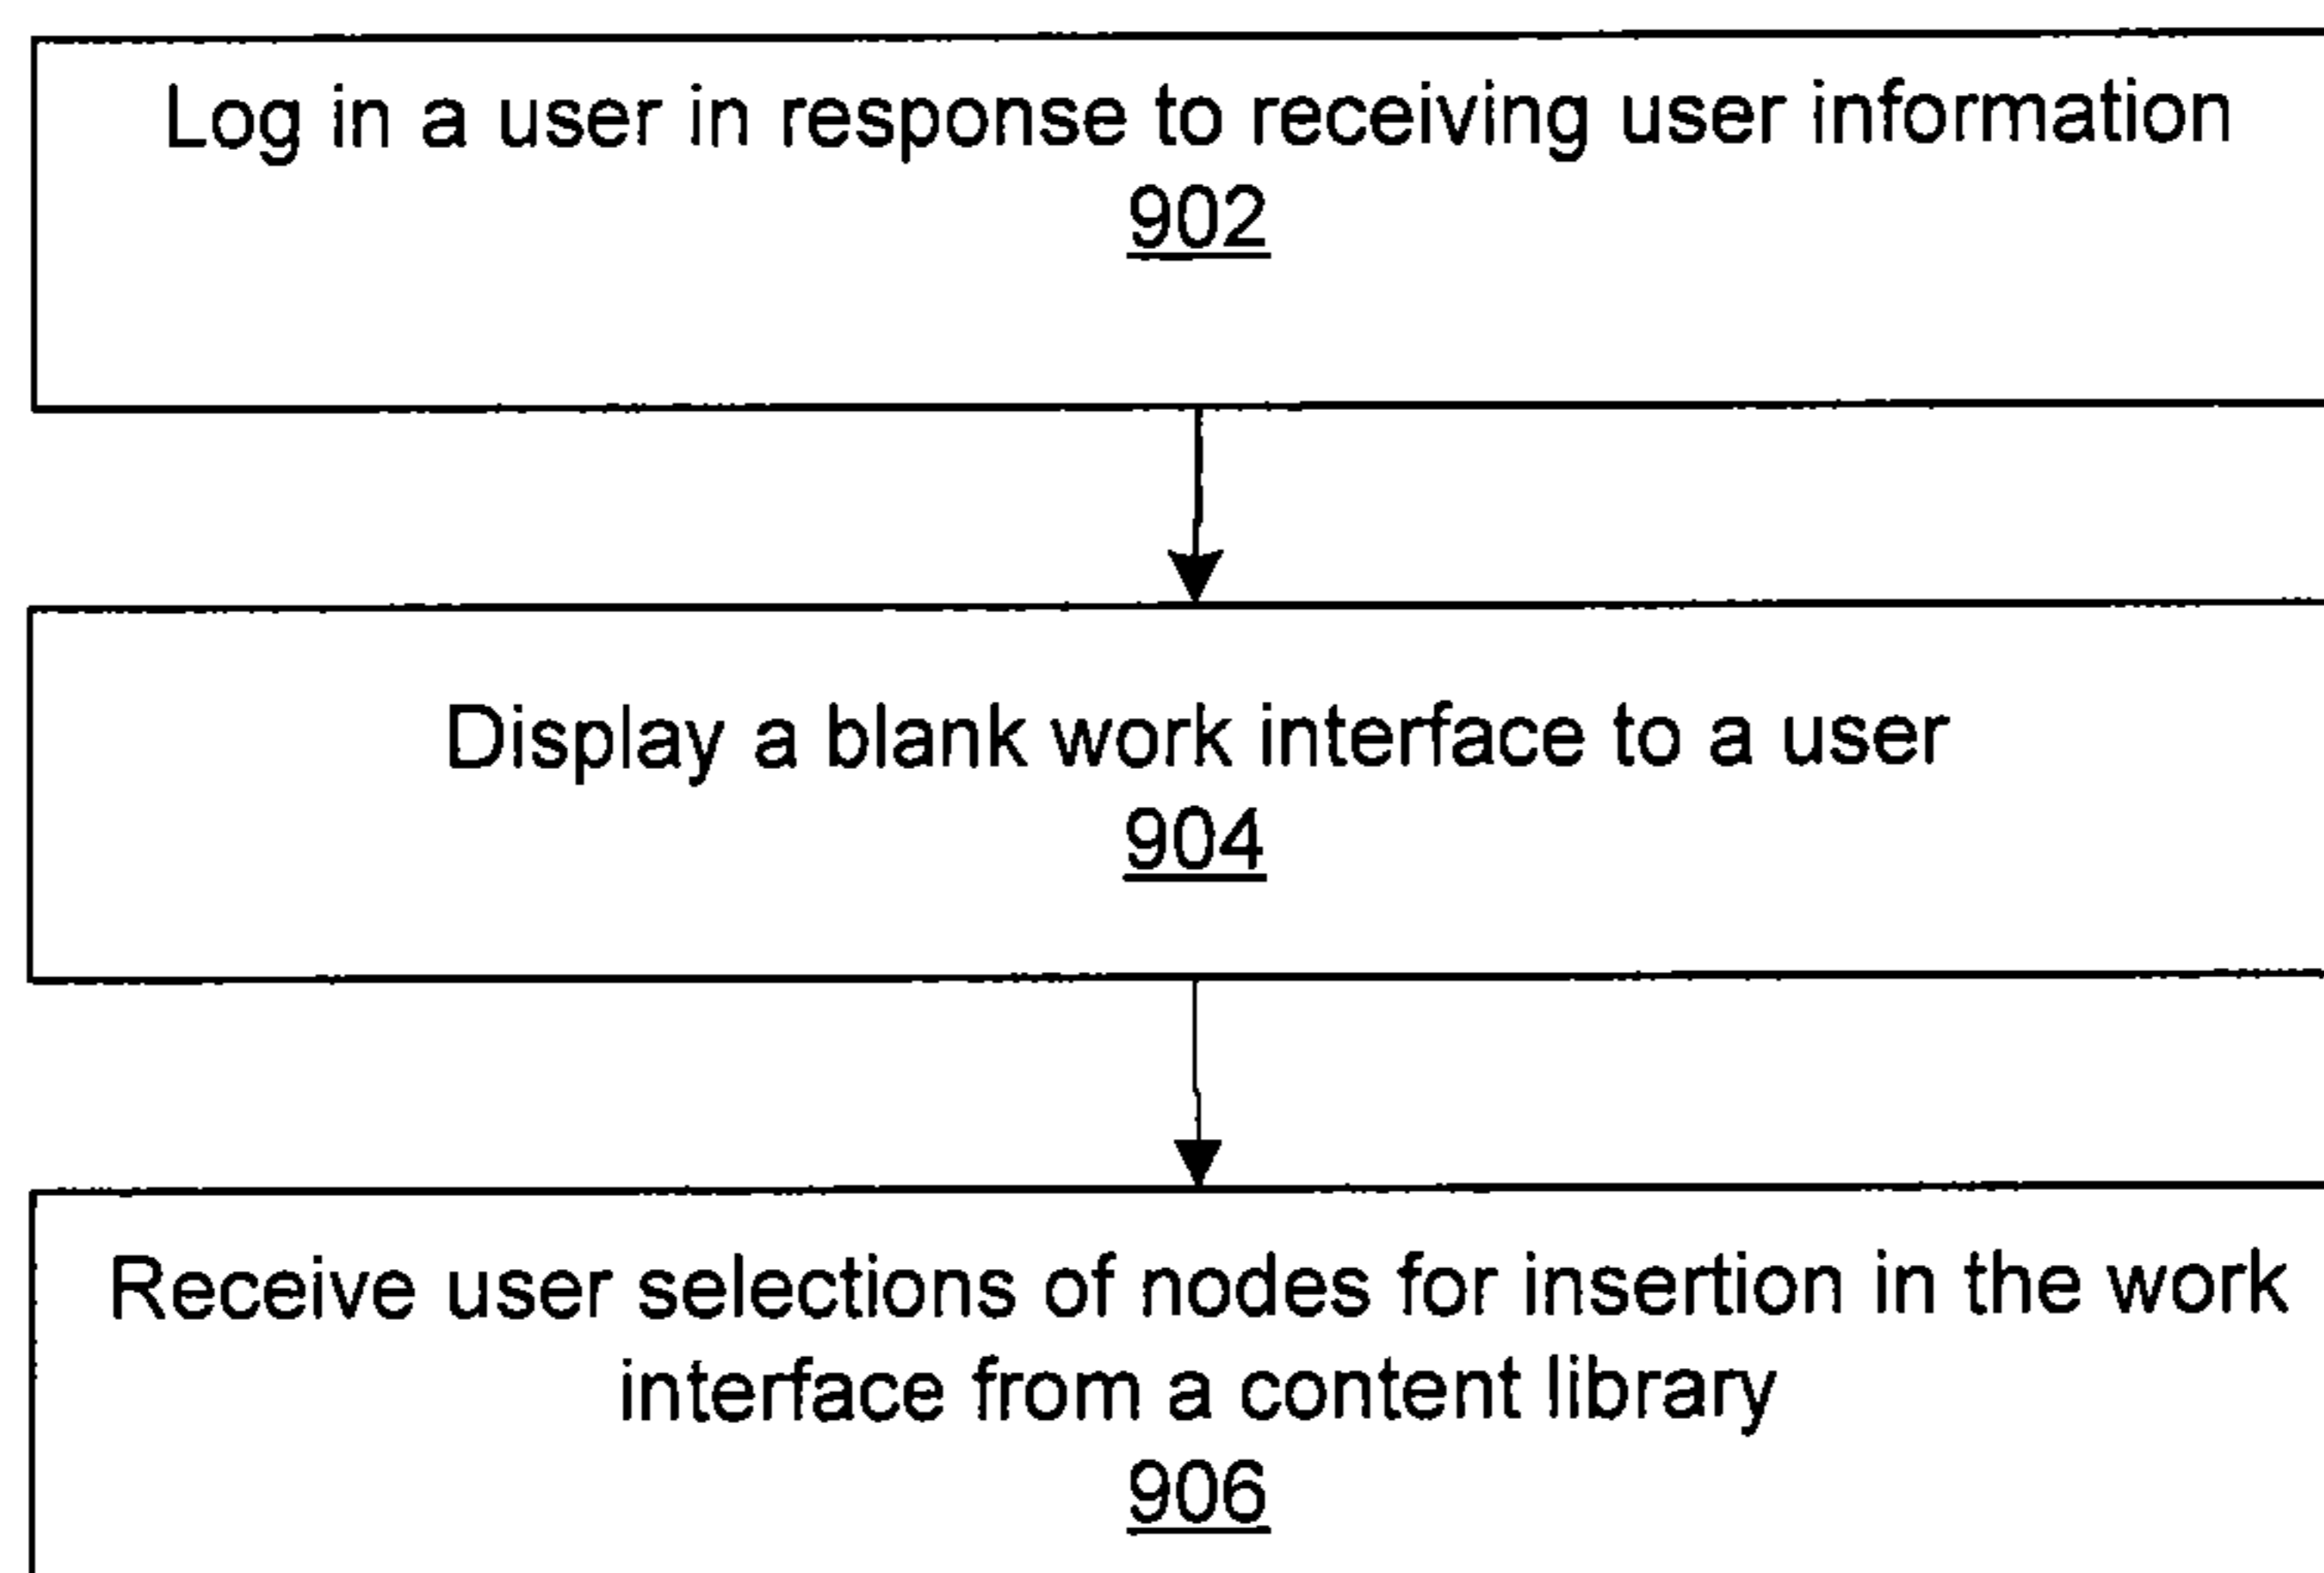 Log in a user in response to receiving user information
902
Display a blank work interface to a user
904
Receive user selections of nodes for insertion in the work
interface from a content library
906